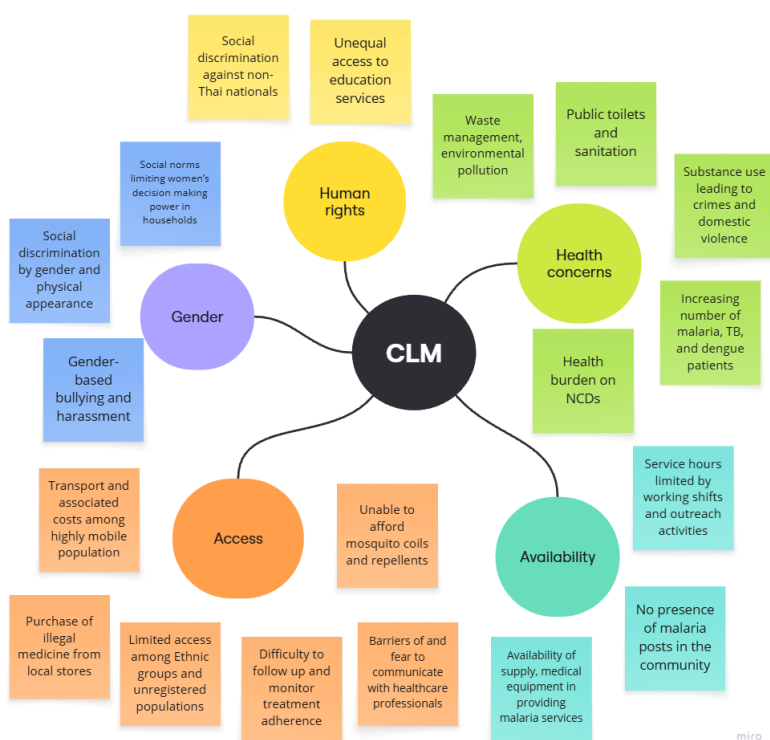 Social
discrimination
against non-
Thai nationals
Unequal
access to
education
services
Human
rights
Waste
management,
environmental
pollution
Public toilets
and
sanitation
Substance use
leading to
crimes and
domestic
violence
Health
concerns
Increasing
number of
malaria, TB,
and dengue
patients
Health
burden on
NCDs
Social norms
limiting women's
decision making
power in
households
Social
discrimination
by gender and
physical
appearance
Gender
Gender-
based
bullying and
harassment
CLM
Transport and
associated
costs among
highly mobile
population
Access
Unable to
afford
mosquito coils
and repellents
Purchase of
illegal
medicine from
local stores
Limited access
among Ethnic
groups and
unregistered
populations
Difficulty to
follow up and
monitor
treatment
adherence
Barriers of and
fear to
communicate
with healthcare
professionals
Service hours
limited by
working shifts
and outreach
activities
Availability
No presence
of malaria
posts in the
community
Availability of
supply, medical
equipment in
providing
malaria services
miro